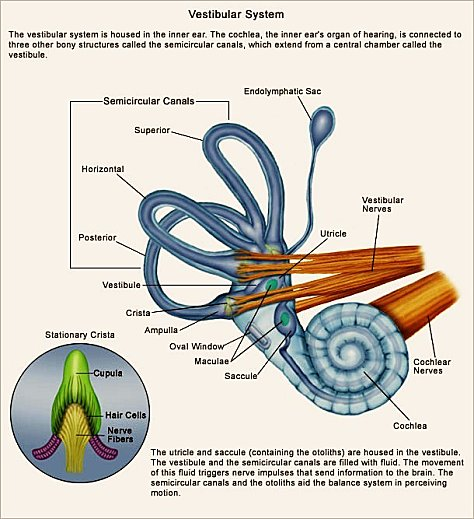 Vestibular System
The vestibular system is housed in the inner ear. The cochlea, the inner ear's organ of hearing, is connected to
three other bony structures called the semicircular canals, which extend from a central chamber called the
vestibule.
Endolymphatic Sac
Semicircular Canals
Superior
Horizontal
Vestibular
Nerves
Utricle
Posterior
Vestibule
Crista
Ampulla
Oval Window
Maculae
Saccule
Cochlear
Nerves
Cochlea
Stationary Crista
Cupula
Hair Cells
Nerve
Fibers
The utricle and saccule (containing the otoliths) are housed in the vestibule.
The vestibule and the semicircular canals are filled with fluid. The movement
of this fluid triggers nerve impulses that send information to the brain. The
semicircular canals and the otoliths aid the balance system in perceiving
motion.